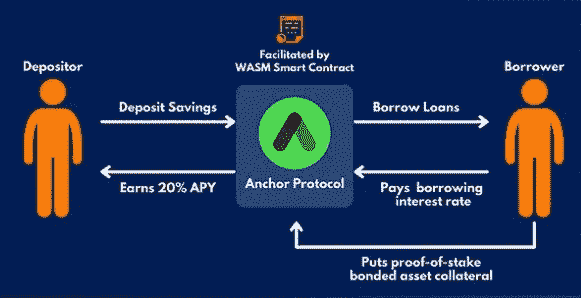 Facilitated by
WASM Smart Contract
Depositor
Borrower
Deposit Savings
Borrow Loans
Earns 20% APY
Anchor Protocol
Pays borrowing
interest rate
Puts proof-of-stake
bonded asset collateral